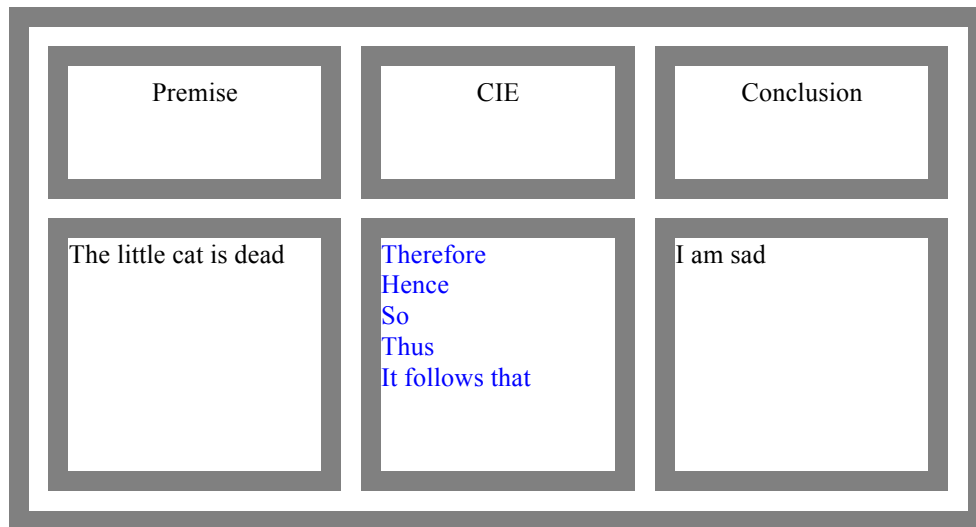 Premise
CIE
Conclusion
The little cat is dead
Therefore
Hence
So
Thus
It follows that
I am sad